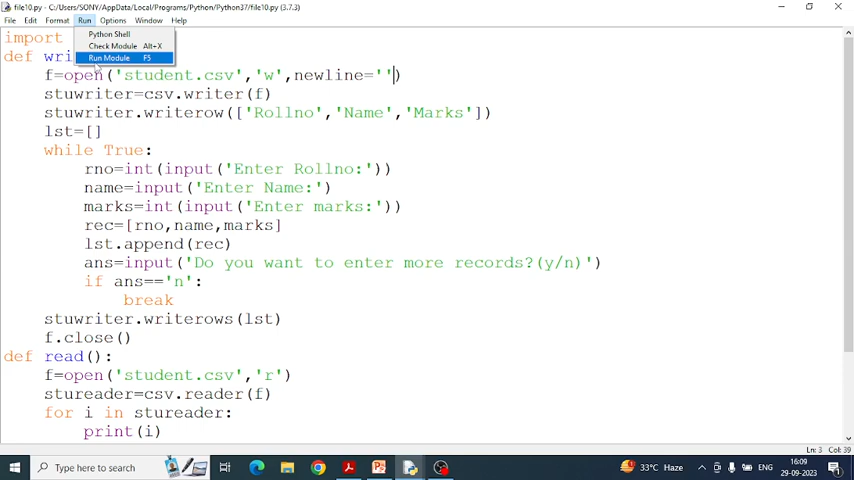 file10.py - C:/Users/SONY/AppData/Local/Programs/Python/Python37/file10.py (3.7.3)
File Edit Format Run Options Window Help
Python Shell
Check Module Alt+X
Run Module F5
import
def wri
f=open('student.csv','w',newline='')
stuwriter=csv.writer(f)
stuwriter.writerow(['Rollno','Name','Marks'])
lst=[]
while True:
rno=int(input('Enter Rollno:'))
name=input('Enter Name:')
marks=int(input('Enter marks:'))
rec=[rno,name,marks]
lst.append(rec)
ans=input('Do you want to enter more records?(y/n)')
if ans=='n':
break
stuwriter.writerows(lst)
f.close()
def read():
f=open('student.csv','r')
stureader=csv.reader(f)
for i in stureader:
print(i)
Ln: 3 Col: 39
Type here to search
33°C Haze
ENG
16:09
29-09-2023